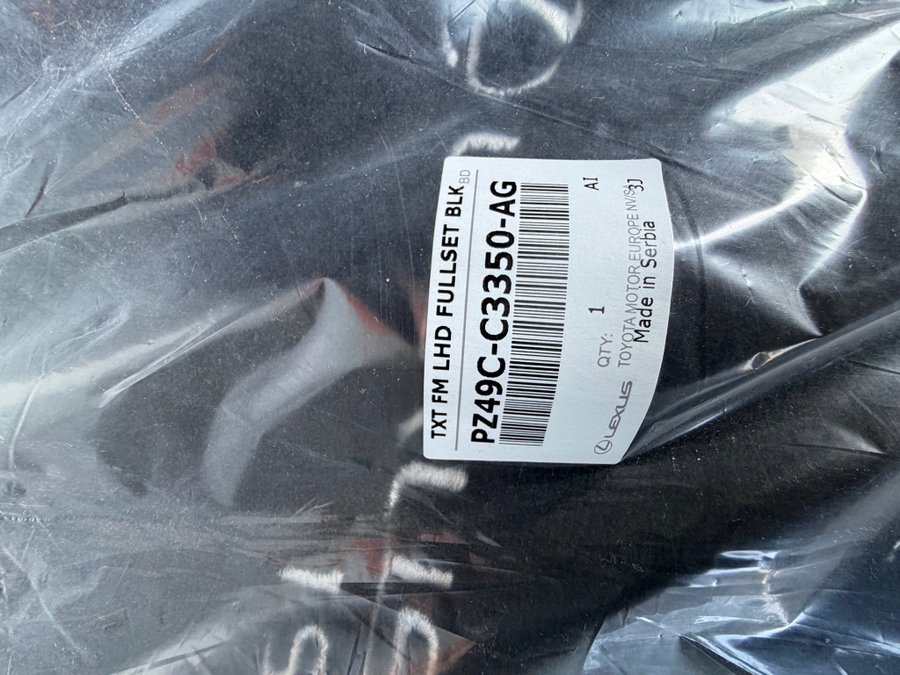 TXT FM LHD FULLSET BLK BD
PZ49C-C3350-AG
AI
QTY: 1
LEXUS TOYOTA MOTOR EUROPE NV/SA 3J
Made in Serbia